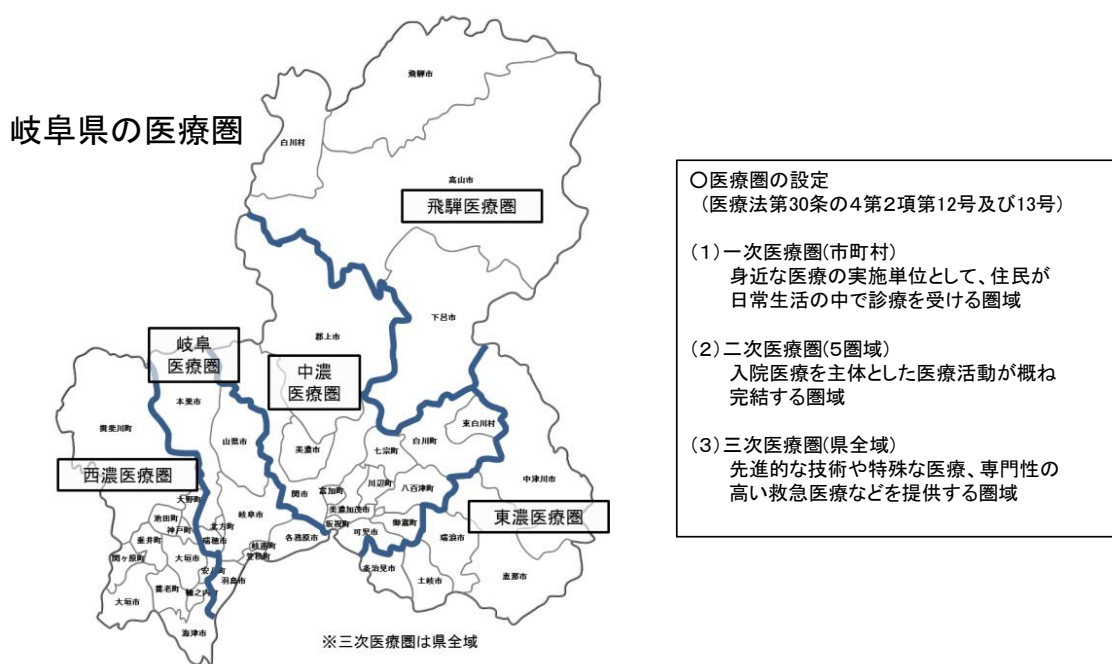 岐阜県の医療圏
飛騨市
白川村
高山市
飛騨医療圏
下呂市
郡上市
岐阜
医療圏
中濃
医療圏
本巣市
揖斐川町
山県市
美濃市
七宗町
白川町
東白川村
中津川市
西濃医療圏
大野町
関市
富加町
川辺町
八百津町
東濃医療圏
池田町
神戸町
北方町
岐阜市
美濃加茂市
坂祝町
可児市
御嵩町
瑞浪市
垂井町
瑞穂市
各務原市
関ヶ原町
大垣市
岐南町
笠松町
多治見市
土岐市
恵那市
羽島市
大垣市
養老町
海津市
※三次医療圏は県全域
〇医療圏の設定
(医療法第30条の4第2項第12号及び13号)
(1)一次医療圏(市町村)
身近な医療の実施単位として、住民が
日常生活の中で診療を受ける圏域
(2)二次医療圏(5圏域)
入院医療を主体とした医療活動が概ね
完結する圏域
(3)三次医療圏(県全域)
先進的な技術や特殊な医療、専門性の
高い救急医療などを提供する圏域